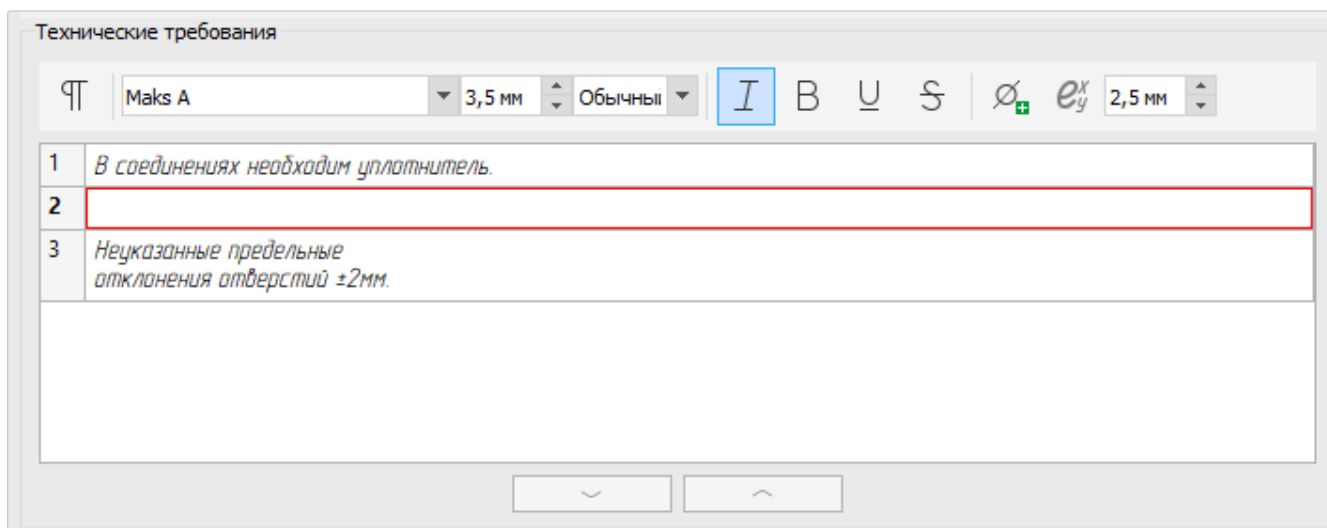 Технические требования
Maks A 3,5 мм Обычный I B U S 2,5 мм
1 В соединениях необходим уплотнитель.
2
3 Неуказанные предельные
отклонения отверстий ±2мм.